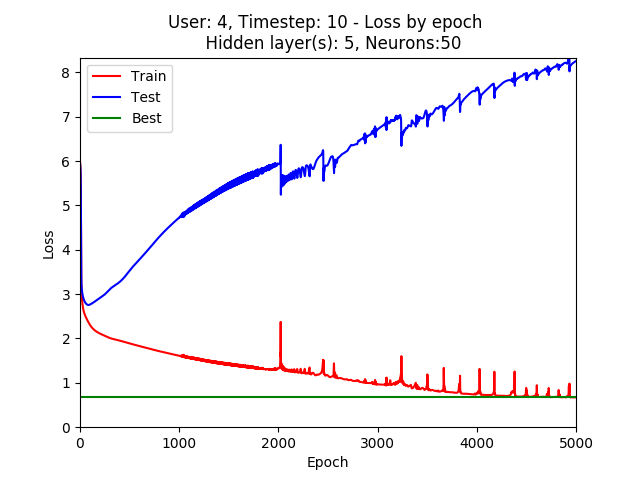 User: 4, Timestep: 10 - Loss by epoch
Hidden layer(s): 5, Neurons:50
Train
Test
Best
Loss
8
7
6
5
4
3
2
1
0
0 1000 2000 3000 4000 5000
Epoch